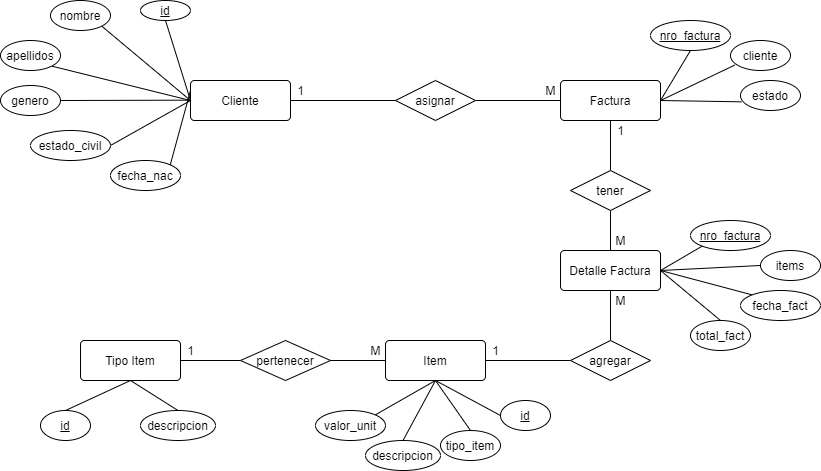 nombre
id
apellidos
genero
estado_civil
fecha_nac
Cliente
1
asignar
M
Factura
nro_factura
cliente
estado
1
tener
M
Detalle Factura
nro_factura
items
fecha_fact
total_fact
M
agregar
1
Item
M
pertenecer
1
Tipo Item
id
descripcion
valor_unit
descripcion
tipo_item
id